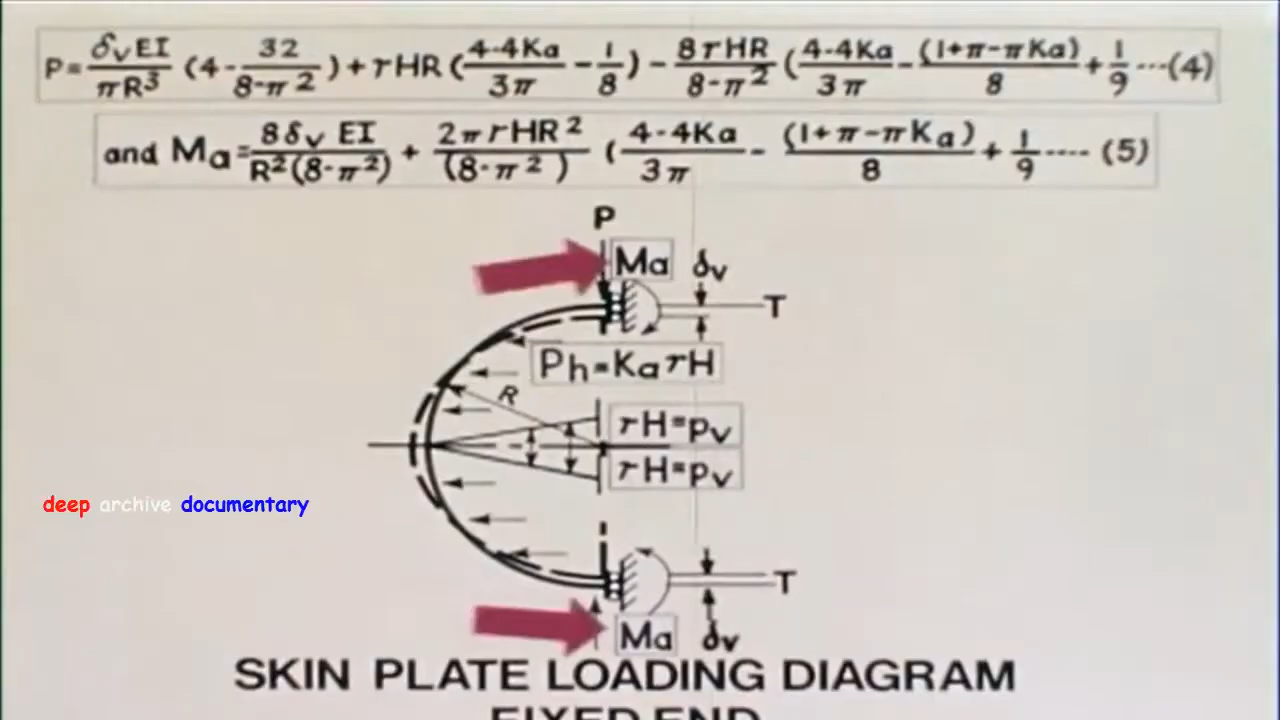 P=δvEI/πR³ (4-32/8-π²)+rHR(4-4Ka/3π-1/8)-8rHR/8-π²(4-4Ka/3π-(1+π-πKa)/8+1/9---(4)
and Ma=8δv EI/R²(8-π²)+2πrHR²/(8-π²)(4-4Ka/3π-(1+π-πKa)/8+1/9---- (5)
P
Ma δv
T
Ph=KarH
R
rH=pv
rH=pv
deep archive documentary
T
Ma δv
SKIN PLATE LOADING DIAGRAM
FIXED END